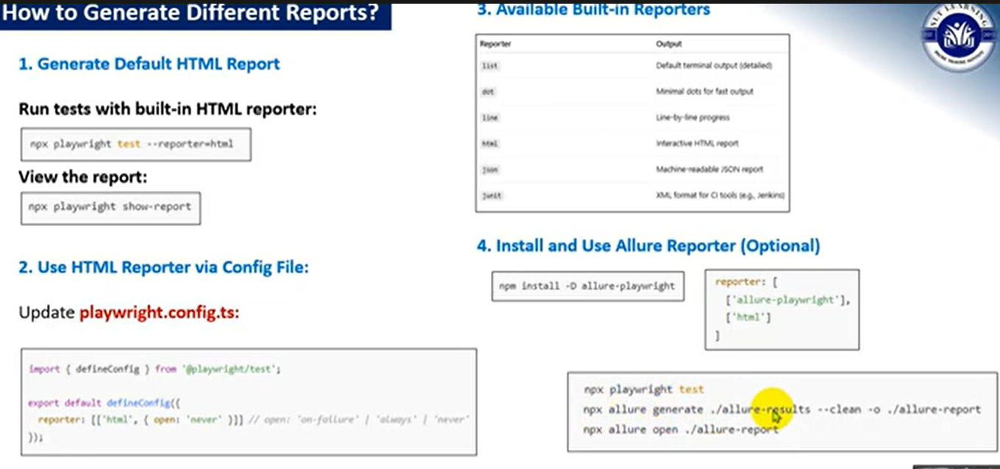 How to Generate Different Reports?
1. Generate Default HTML Report
Run tests with built-in HTML reporter:
npx playwright test --reporter=html
View the report:
npx playwright show-report
2. Use HTML Reporter via Config File:
Update playwright.config.ts:
import { defineConfig } from '@playwright/test';
export default defineConfig({
reporter: [['html', { open: 'never' }]] // open: 'on-failure' | 'always' | 'never'
});
3. Available Built-in Reporters
Reporter Output
list Default terminal output (detailed)
dot Minimal dots for fast output
line Line-by-line progress
html Interactive HTML report
json Machine-readable JSON report
junit XML format for CI tools (e.g., Jenkins)
4. Install and Use Allure Reporter (Optional)
npm install -D allure-playwright
reporter: [
['allure-playwright'],
['html']
]
npx playwright test
npx allure generate ./allure-results --clean -o ./allure-report
npx allure open ./allure-report